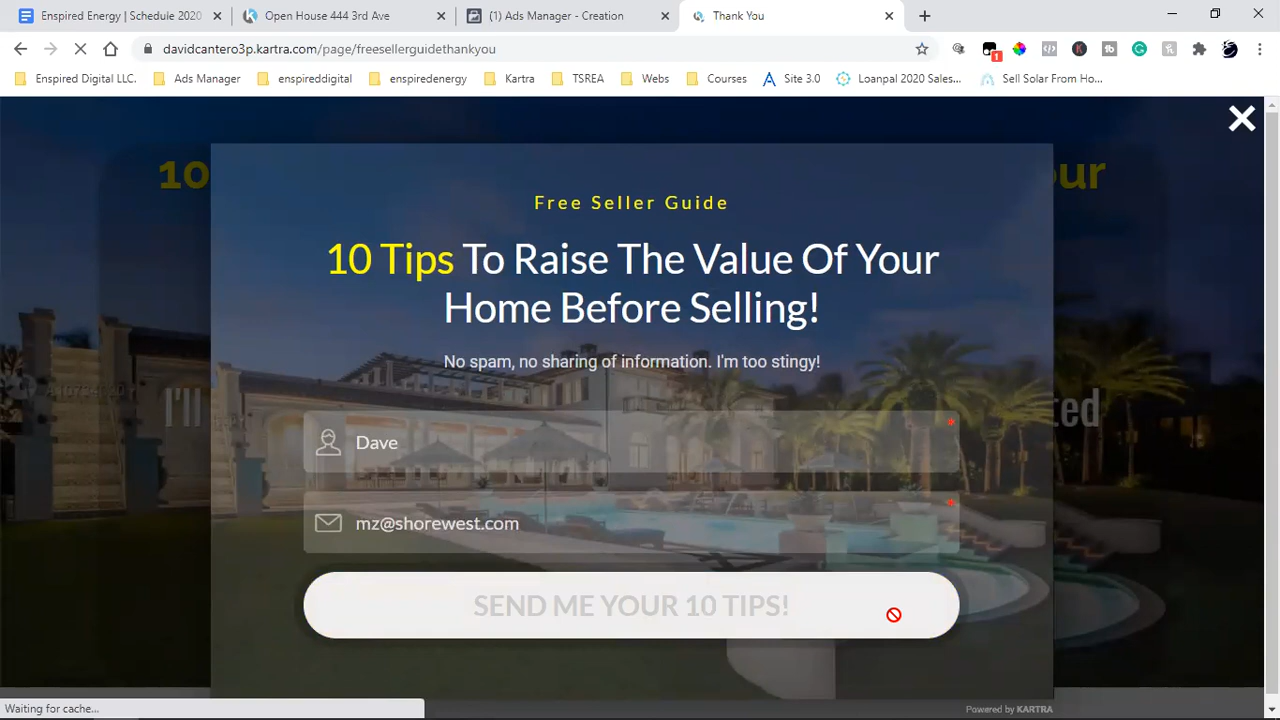 Enspired Energy | Schedule 2020
Open House 444 3rd Ave
(1) Ads Manager - Creation
Thank You
davidcantero3p.kartra.com/page/freesellerguidethankyou
1
Enspired Digital LLC.
Ads Manager
enspireddigital
enspiredenergy
Kartra
TSREA
Webs
Courses
Site 3.0
Loanpal 2020 Sales...
Sell Solar From Ho...
10
our
Free Seller Guide
10 Tips To Raise The Value Of Your
Home Before Selling!
No spam, no sharing of information. I'm too stingy!
I'll
Dave
mz@shorewest.com
SEND ME YOUR 10 TIPS!
Waiting for cache...
Powered by KARTRA